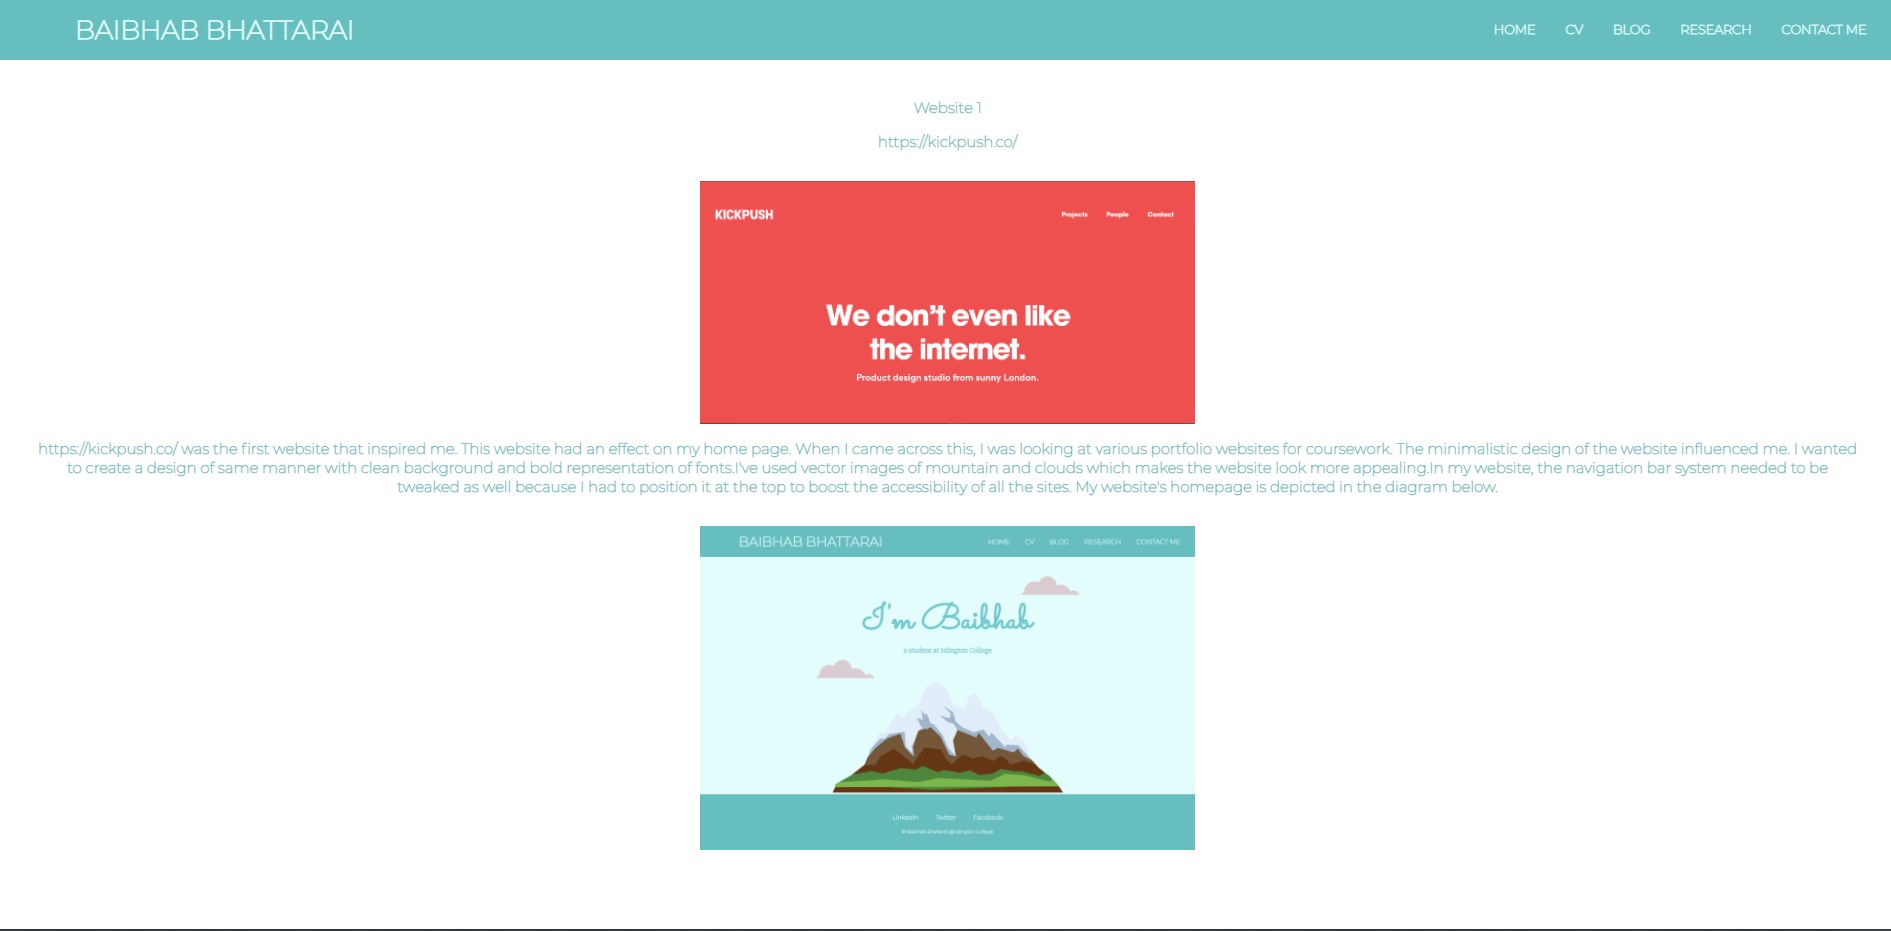 BAIBHAB BHATTARAI
HOME CV BLOG RESEARCH CONTACT ME
Website 1
https://kickpush.co/
KICKPUSH
Projects People Contact
We don't even like
the internet.
Product design studio from sunny London.
https://kickpush.co/ was the first website that inspired me. This website had an effect on my home page. When I came across this, I was looking at various portfolio websites for coursework. The minimalistic design of the website influenced me. I wanted
to create a design of same manner with clean background and bold representation of fonts.I've used vector images of mountain and clouds which makes the website look more appealing.In my website, the navigation bar system needed to be
tweaked as well because I had to position it at the top to boost the accessibility of all the sites. My website's homepage is depicted in the diagram below.
BAIBHAB BHATTARAI
HOME CV BLOG RESEARCH CONTACT ME
I'm Baibhab
a student at Islington College
LinkedIn Twitter Facebook
© Baibhab Bhattarai @ Islington College